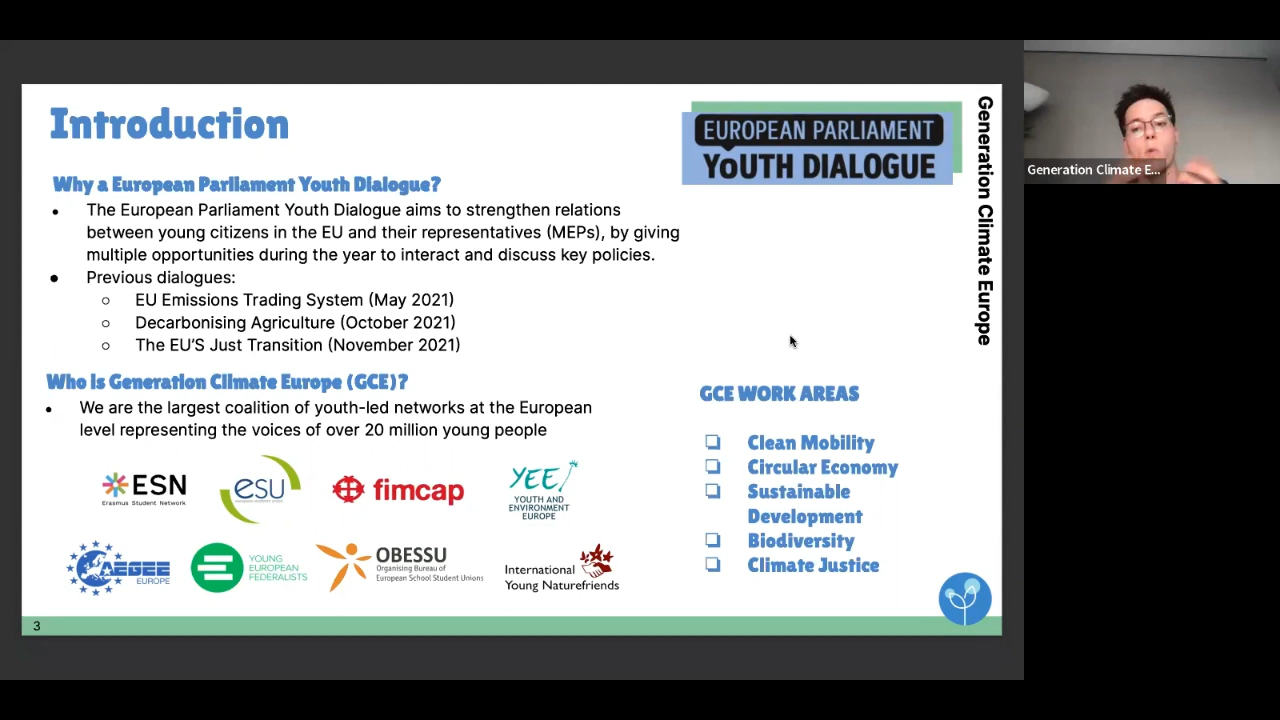 Introduction
EUROPEAN PARLIAMENT
YOUTH DIALOGUE
Generation Climate Europe
Generation Climate E...
Why a European Parliament Youth Dialogue?
• The European Parliament Youth Dialogue aims to strengthen relations
between young citizens in the EU and their representatives (MEPs), by giving
multiple opportunities during the year to interact and discuss key policies.
● Previous dialogues:
○ EU Emissions Trading System (May 2021)
○ Decarbonising Agriculture (October 2021)
○ The EU'S Just Transition (November 2021)
Who is Generation Climate Europe (GCE)?
• We are the largest coalition of youth-led networks at the European
level representing the voices of over 20 million young people
ESN
Erasmus Student Network
esu
fimcap
YEE
YOUTH AND
ENVIRONMENT
EUROPE
AEGEE
EUROPE
YOUNG
EUROPEAN
FEDERALISTS
OBESSU
Organising Bureau of
European School Student Unions
International
Young Naturefriends
GCE WORK AREAS
❏ Clean Mobility
❏ Circular Economy
❏ Sustainable
Development
❏ Biodiversity
❏ Climate Justice
3